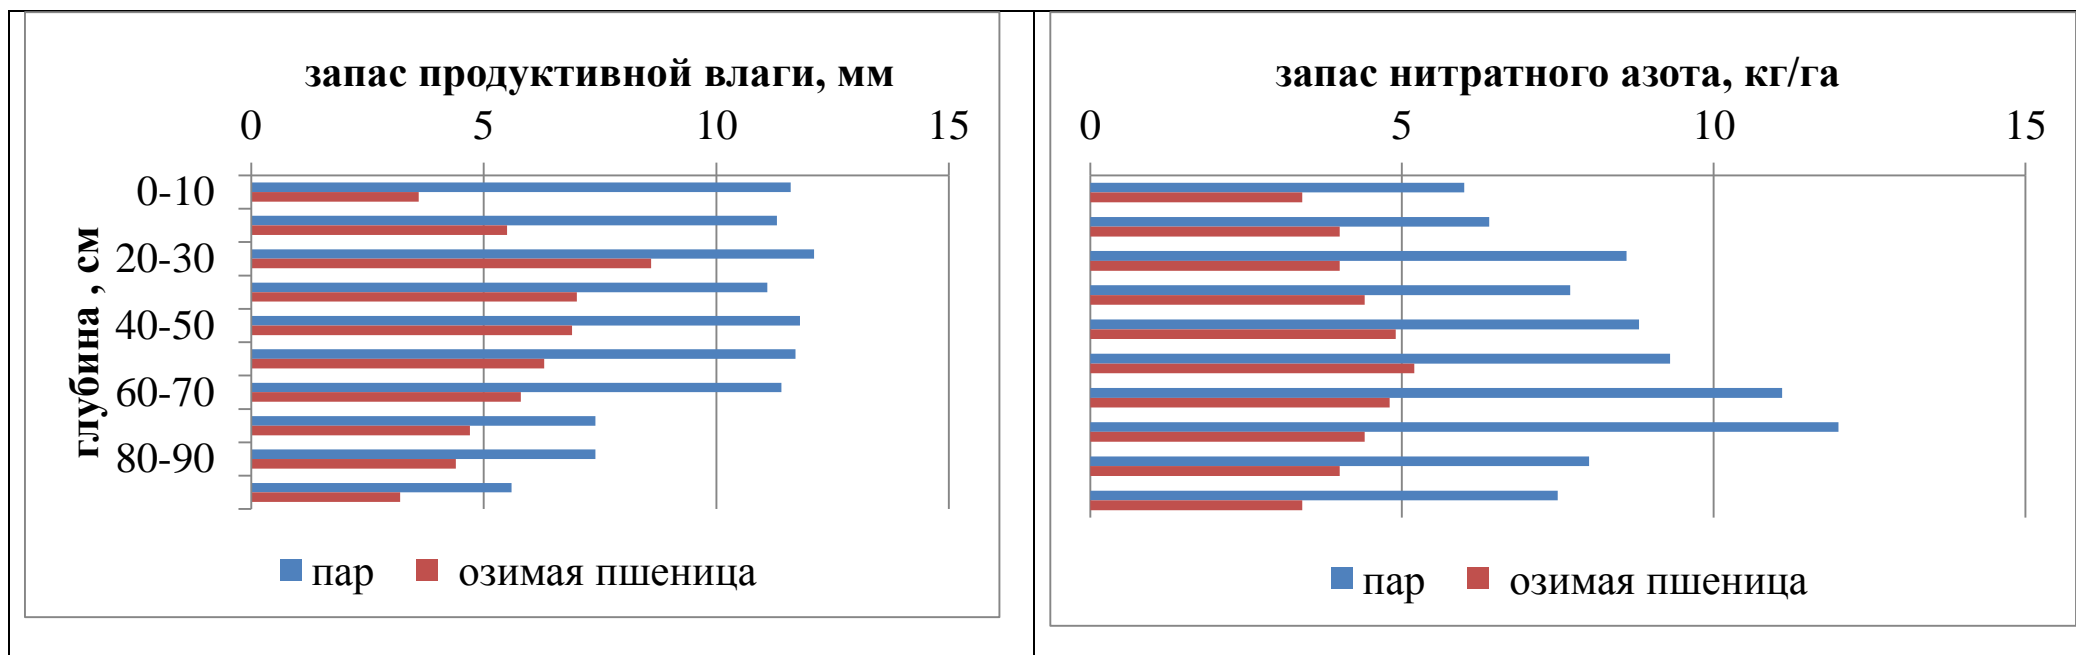 запас продуктивной влаги, мм
0 5 10 15
глубина , см
0-10
20-30
40-50
60-70
80-90
пар озимая пшеница
запас нитратного азота, кг/га
0 5 10 15
пар озимая пшеница